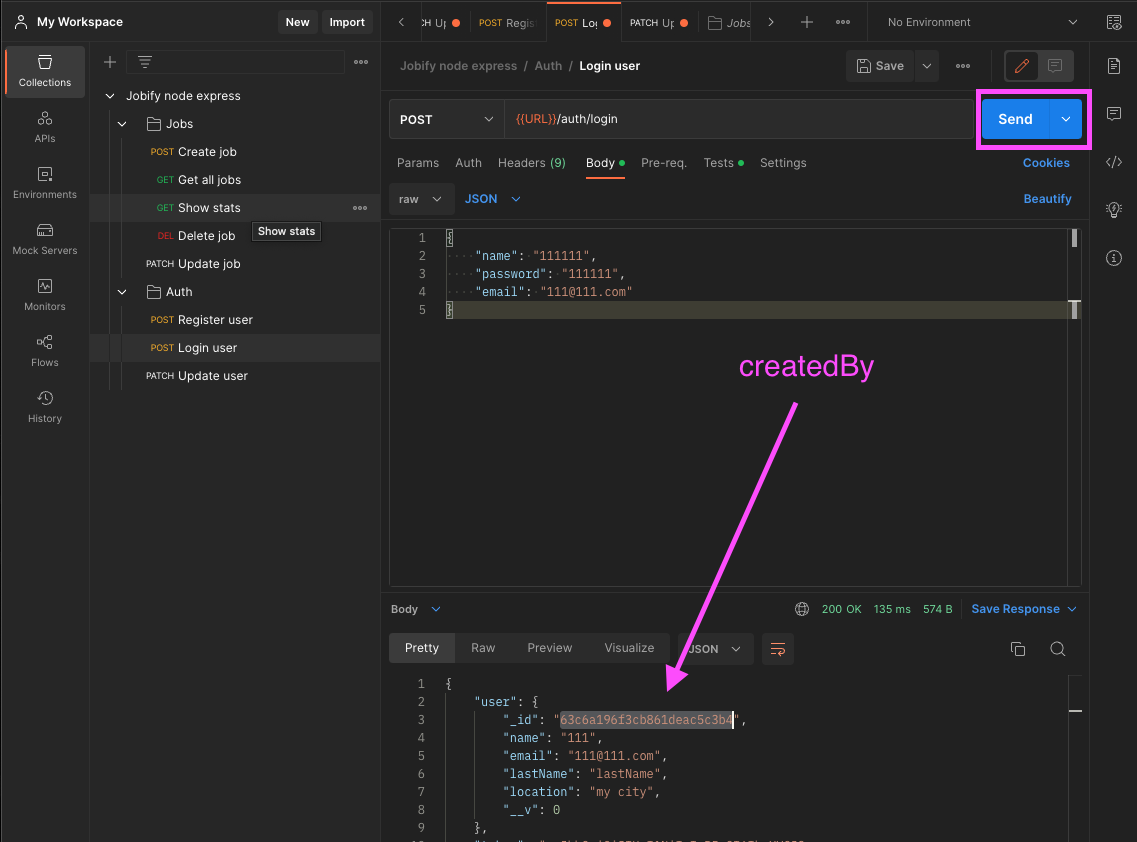 My Workspace
New
Import
CH Up
POST Regis
POST Log
PATCH Up
Jobs
No Environment
Collections
APIs
Environments
Mock Servers
Monitors
Flows
History
Jobify node express
Jobs
POST Create job
GET Get all jobs
GET Show stats
Show stats
DEL Delete job
PATCH Update job
Auth
POST Register user
POST Login user
PATCH Update user
Jobify node express / Auth / Login user
Save
POST
{{URL}}/auth/login
Send
Params
Auth
Headers (9)
Body
Pre-req.
Tests
Settings
Cookies
raw
JSON
Beautify
1 {
2 "name": "111111",
3 "password": "111111",
4 "email": "111@111.com"
5 }
createdBy
Body
200 OK
135 ms
574 B
Save Response
Pretty
Raw
Preview
Visualize
JSON
1 {
2 "user": {
3 "_id": "63c6a196f3cb861deac5c3b4",
4 "name": "111",
5 "email": "111@111.com",
6 "lastName": "lastName",
7 "location": "my city",
8 "__v": 0
9 },